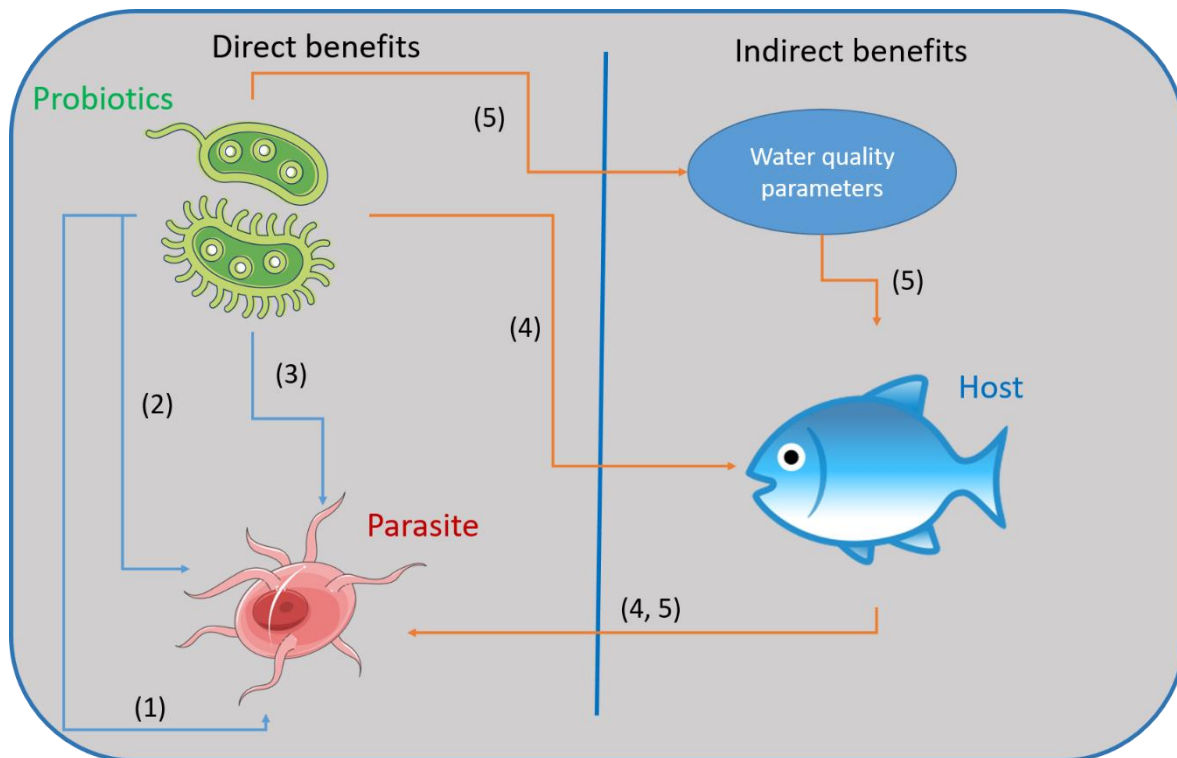 Direct benefits
Indirect benefits
Probiotics
(5)
Water quality
parameters
(5)
(4)
(3)
(2)
Host
Parasite
(4, 5)
(1)